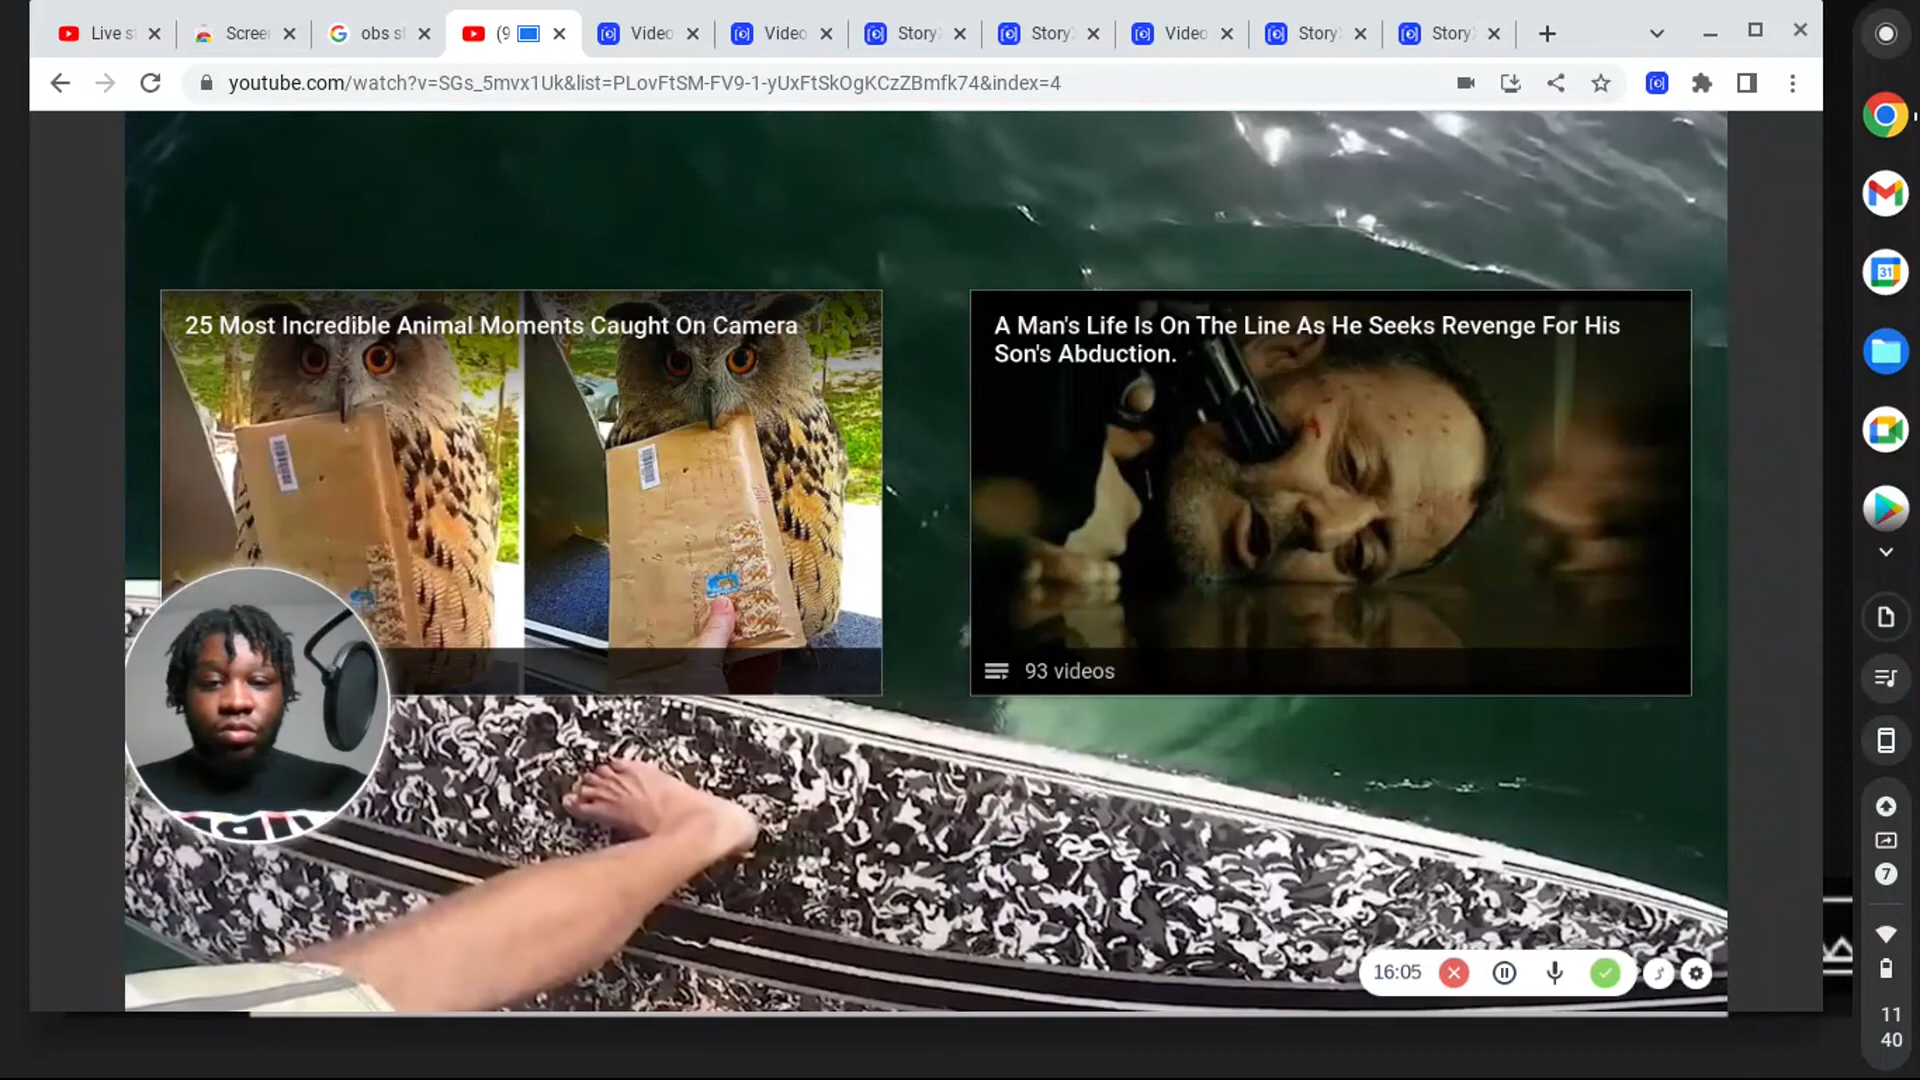 Live s
Scree
obs s
(9
Video
Video
Story
Story
Video
Story
Story
youtube.com/watch?v=SGs_5mvx1Uk&list=PLovFtSM-FV9-1-yUxFtSkOgKCzZBmfk74&index=4
25 Most Incredible Animal Moments Caught On Camera
A Man's Life Is On The Line As He Seeks Revenge For His
Son's Abduction.
93 videos
16:05
31
7
11
40